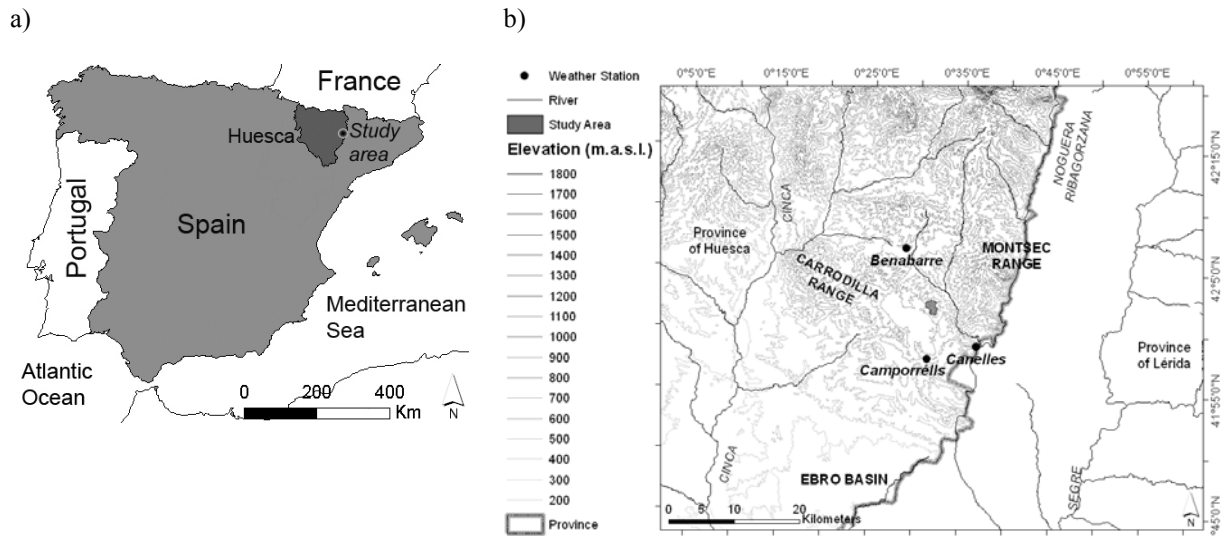 a)
France
Huesca
Study
area
Portugal
Spain
Mediterranean
Sea
Atlantic
Ocean
0 200 400
Km
N
b)
Weather Station
River
Study Area
Elevation (m.a.s.l.)
1800
1700
1600
1500
1400
1300
1200
1100
1000
900
800
700
600
500
400
300
200
Province
0°5'0"E 0°15'0"E 0°25'0"E 0°35'0"E 0°45'0"E 0°55'0"E
NOGUERA
RIBAGORZANA
42°15'0"N
CINCA
Province
of Huesca
Benabarre
MONTSEC
RANGE
CARRODILLA
RANGE
42°5'0"N
Canelles
Camporrells
Province
of Lérida
41°55'0"N
CINCA
EBRO BASIN
SEGRE
0 5 10 20
Kilometers
N
°45'0"N